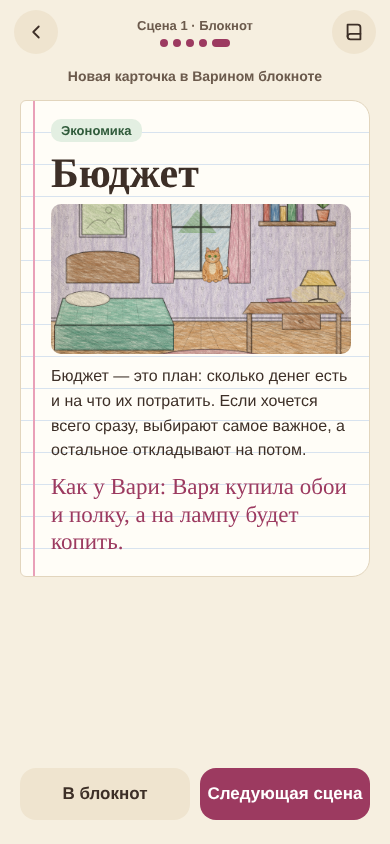 Сцена 1 · Блокнот
Новая карточка в Варином блокноте
Экономика
Бюджет
Бюджет — это план: сколько денег есть
и на что их потратить. Если хочется
всего сразу, выбирают самое важное, а
остальное откладывают на потом.
Как у Вари: Варя купила обои
и полку, а на лампу будет
копить.
В блокнот
Следующая сцена